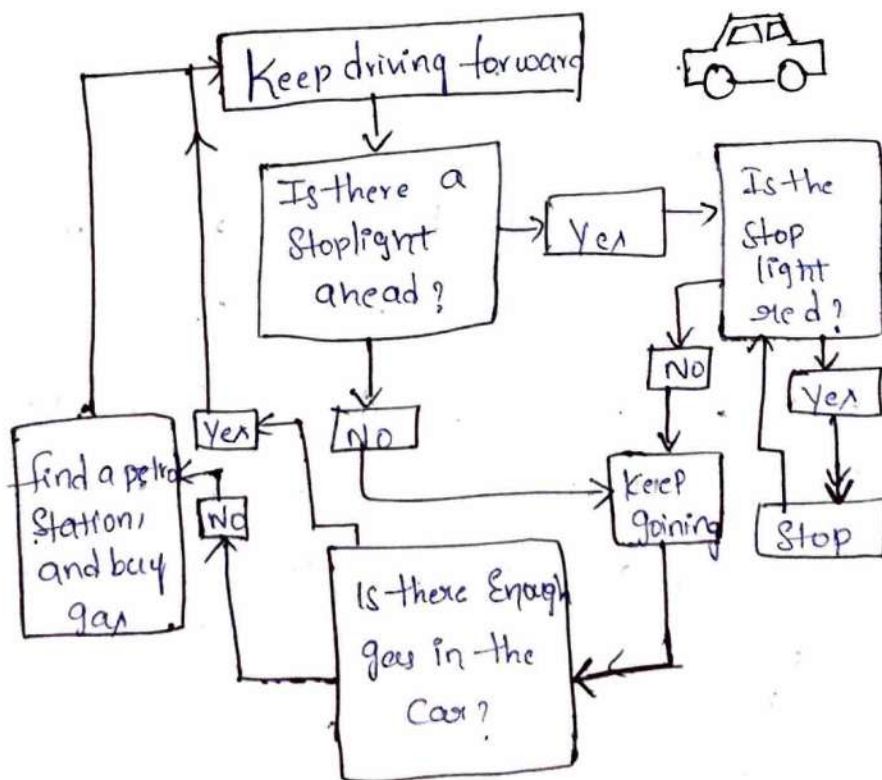 Keep driving forward
Is there a
Stoplight
ahead?
Yes
Is the
Stop
light
red?
No
Yes
Stop
No
Keep
goining
Is there Enough
gas in the
Car?
Yes
No
find a petro
Station,
and buy
gas